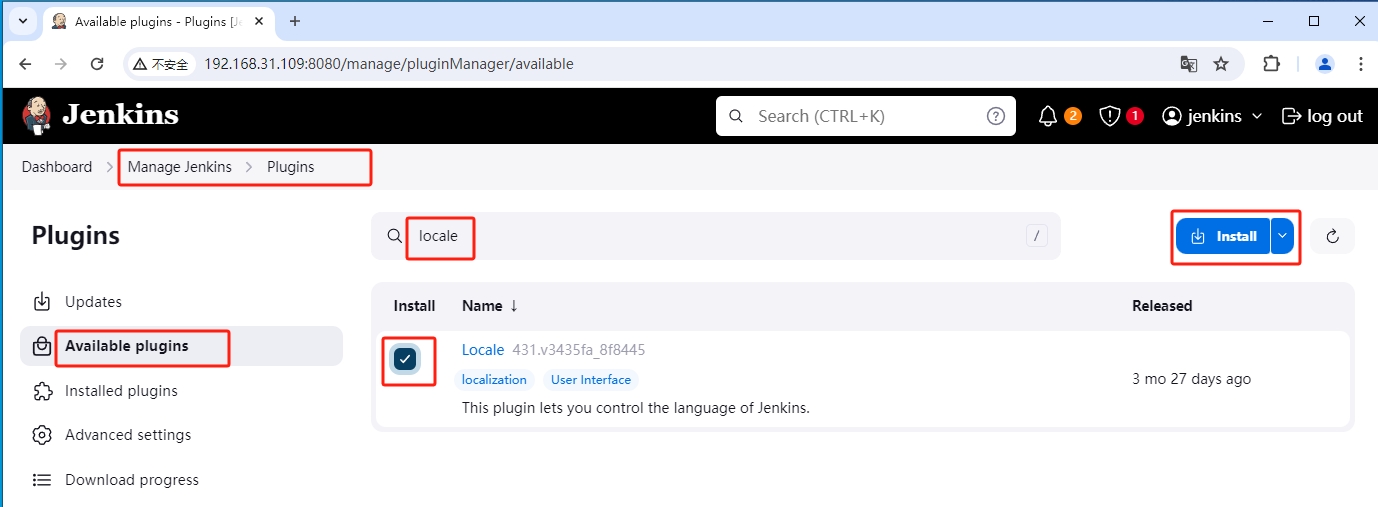 Available plugins - Plugins [Je
不安全 192.168.31.109:8080/manage/pluginManager/available
Jenkins Search (CTRL+K) 2 1 jenkins log out
Dashboard Manage Jenkins Plugins
Plugins
locale / Install
Updates
Available plugins
Installed plugins
Advanced settings
Download progress
Install Name ↓ Released
Locale 431.v3435fa_8f8445
localization User Interface
3 mo 27 days ago
This plugin lets you control the language of Jenkins.